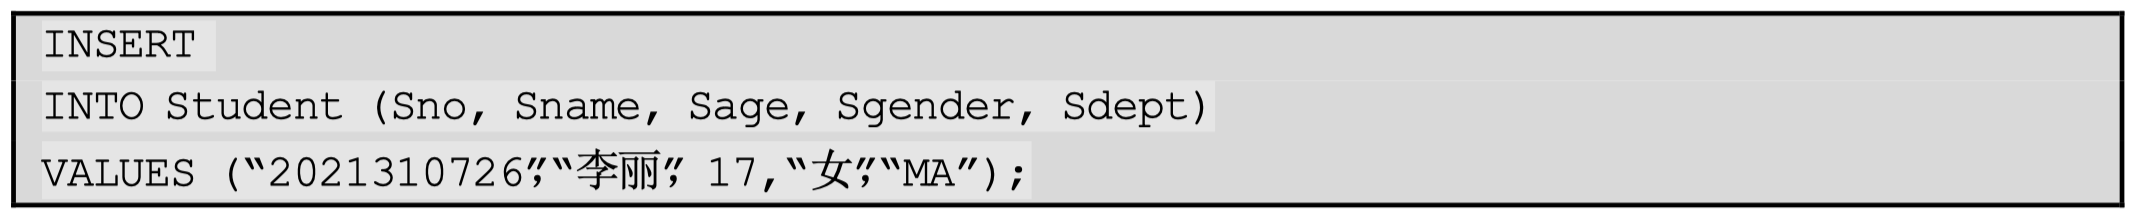 INSERT
INTO Student (Sno, Sname, Sage, Sgender, Sdept)
VALUES (“2021310726”,“李丽”, 17,“女”,“MA”);